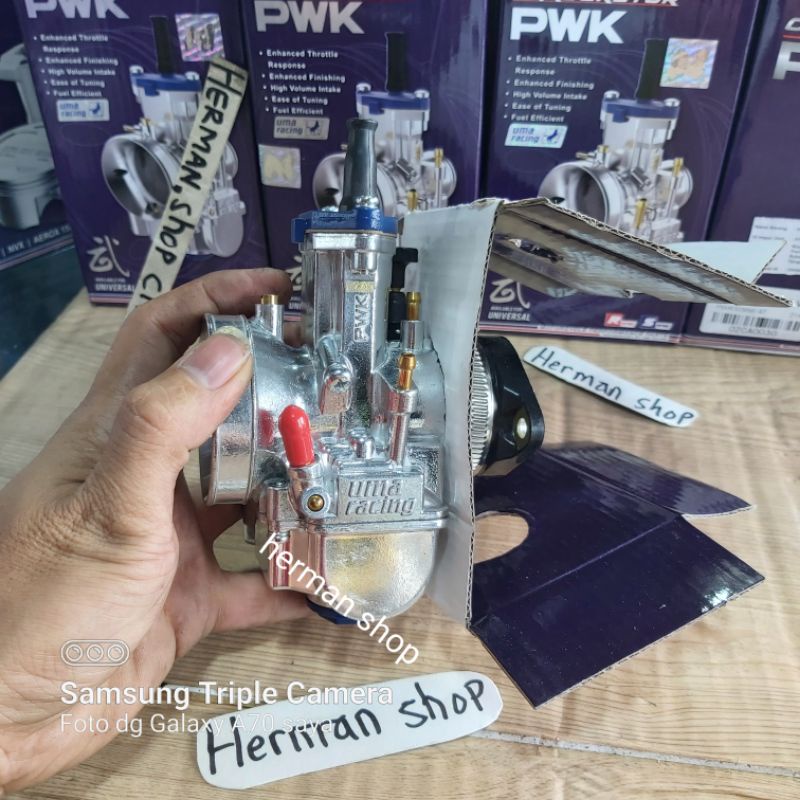 PWK
• Enhanced Throttle
Response
• Enhanced Finishing
• High Volume Intake
• Ease of Tuning
• Fuel Efficient
uma
racing
UNIVERSAL
HERMAN.SHOP
PWK
• Enhanced Throttle
Response
• Enhanced Finishing
• High Volume Intake
• Ease of Tuning
• Fuel Efficient
uma
racing
PWK
• Enhanced Throttle
Response
• Enhanced Finishing
• High Volume Intake
• Ease of Tuning
• Fuel Efficient
uma
racing
UNIVERSAL
NVX | AEROX
PWK
uma
racing
Herman shop
herman shop
Samsung Triple Camera
Foto dg Galaxy A70 saya
Herman shop